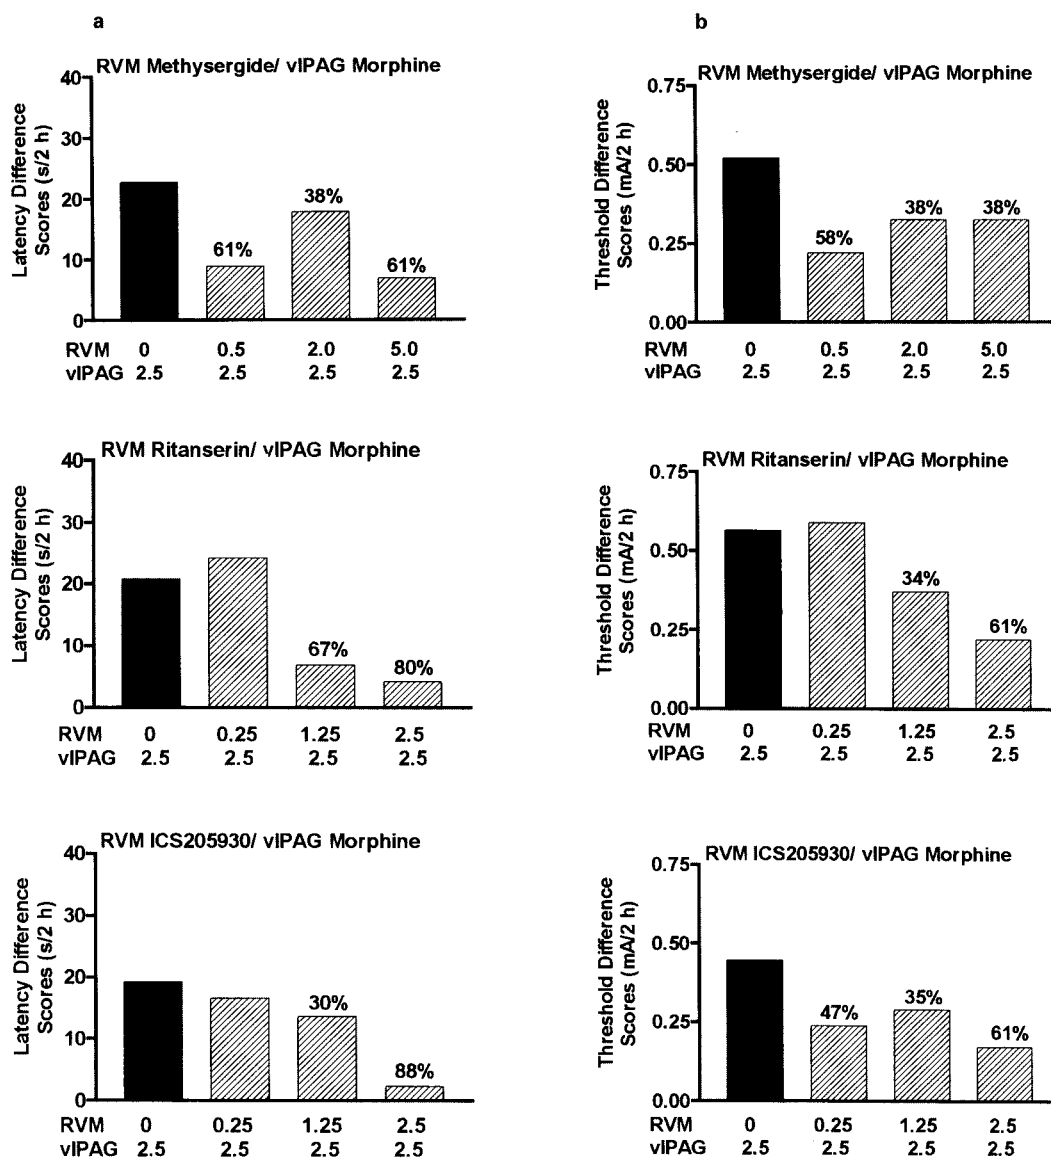 a
RVM Methysergide/ vlPAG Morphine
Latency Difference
Scores (s/2 h)
40
30
20
10
0
61%
38%
61%
RVM 0 0.5 2.0 5.0
vlPAG 2.5 2.5 2.5 2.5
b
RVM Methysergide/ vlPAG Morphine
Threshold Difference
Scores (mA/2 h)
0.75
0.50
0.25
0.00
58%
38%
38%
RVM 0 0.5 2.0 5.0
vlPAG 2.5 2.5 2.5 2.5
RVM Ritanserin/ vlPAG Morphine
Latency Difference
Scores (s/2 h)
40
30
20
10
0
67%
80%
RVM 0 0.25 1.25 2.5
vlPAG 2.5 2.5 2.5 2.5
RVM Ritanserin/ vlPAG Morphine
Threshold Difference
Scores (mA/2 h)
0.75
0.50
0.25
0.00
34%
61%
RVM 0 0.25 1.25 2.5
vlPAG 2.5 2.5 2.5 2.5
RVM ICS205930/ vlPAG Morphine
Latency Difference
Scores (s/2 h)
40
30
20
10
0
30%
88%
RVM 0 0.25 1.25 2.5
vlPAG 2.5 2.5 2.5 2.5
RVM ICS205930/ vlPAG Morphine
Threshold Difference
Scores (mA/2 h)
0.75
0.50
0.25
0.00
47%
35%
61%
RVM 0 0.25 1.25 2.5
vlPAG 2.5 2.5 2.5 2.5